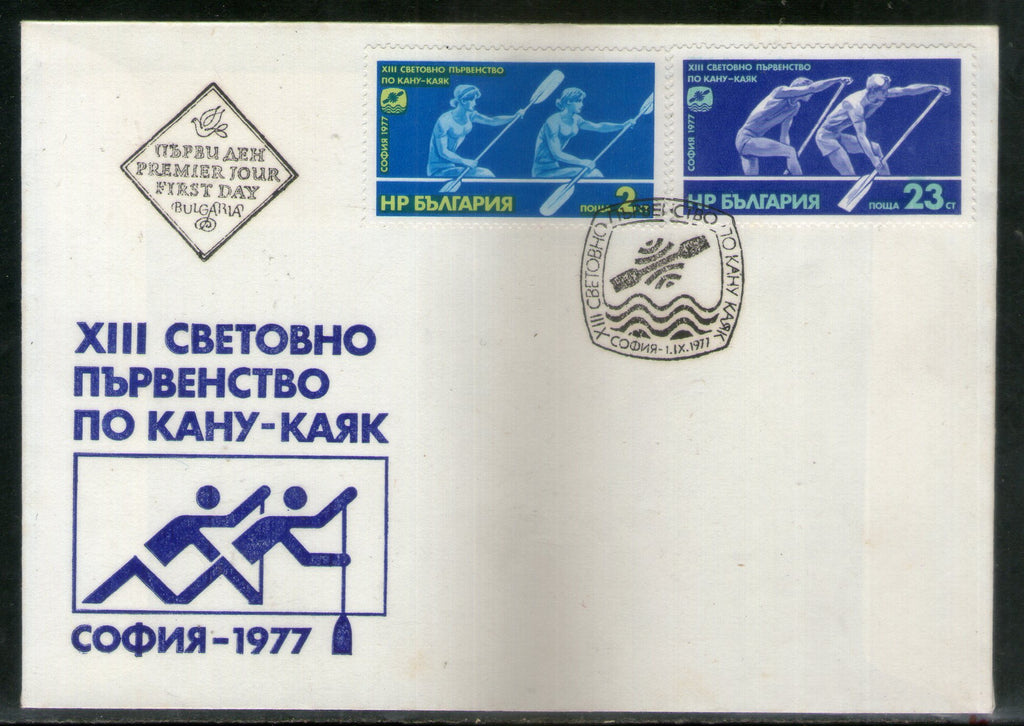 ПЪРВИ ДЕН
PREMIER JOUR
FIRST DAY
BULGARIA
XIII СВЕТОВНО ПЪРВЕНСТВО
ПО КАНУ-КАЯК
СОФИЯ 1977
НР БЪЛГАРИЯ
ПОЩА 2 СТ
XIII СВЕТОВНО ПЪРВЕНСТВО
ПО КАНУ-КАЯК
СОФИЯ 1977
НР БЪЛГАРИЯ
ПОЩА 23 СТ
XIII СВЕТОВНО ПЪРВЕНСТВО ПО КАНУ КАЯК
СОФИЯ-1.IX.1977
XIII СВЕТОВНО
ПЪРВЕНСТВО
ПО КАНУ-КАЯК
СОФИЯ-1977